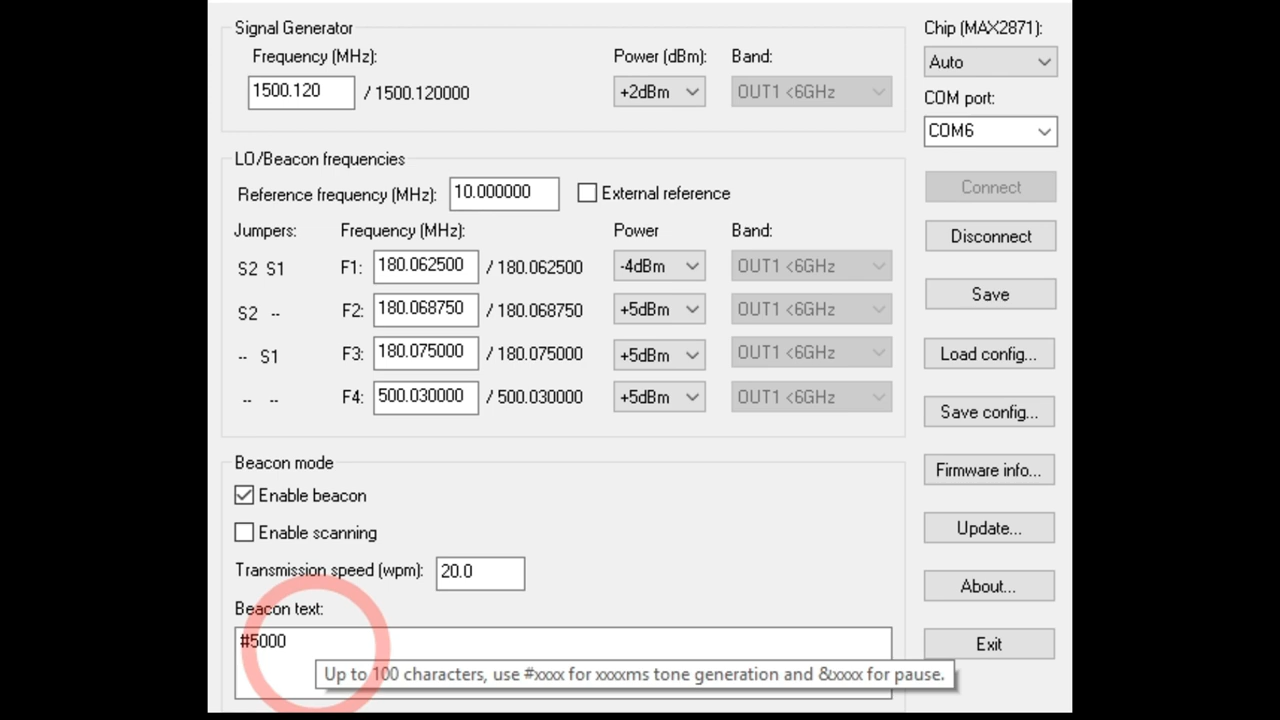 Signal Generator
Frequency (MHz): Power (dBm): Band:
1500.120 / 1500.120000 +2dBm OUT1 <6GHz
LO/Beacon frequencies
Reference frequency (MHz): 10.000000 External reference
Jumpers: Frequency (MHz): Power Band:
S2 S1 F1: 180.062500 / 180.062500 -4dBm OUT1 <6GHz
S2 -- F2: 180.068750 / 180.068750 +5dBm OUT1 <6GHz
-- S1 F3: 180.075000 / 180.075000 +5dBm OUT1 <6GHz
-- -- F4: 500.030000 / 500.030000 +5dBm OUT1 <6GHz
Beacon mode
Enable beacon
Enable scanning
Transmission speed (wpm): 20.0
Beacon text:
#5000
Up to 100 characters, use #xxxx for xxxxms tone generation and &xxxx for pause.
Chip (MAX2871):
Auto
COM port:
COM6
Connect
Disconnect
Save
Load config...
Save config...
Firmware info...
Update...
About...
Exit